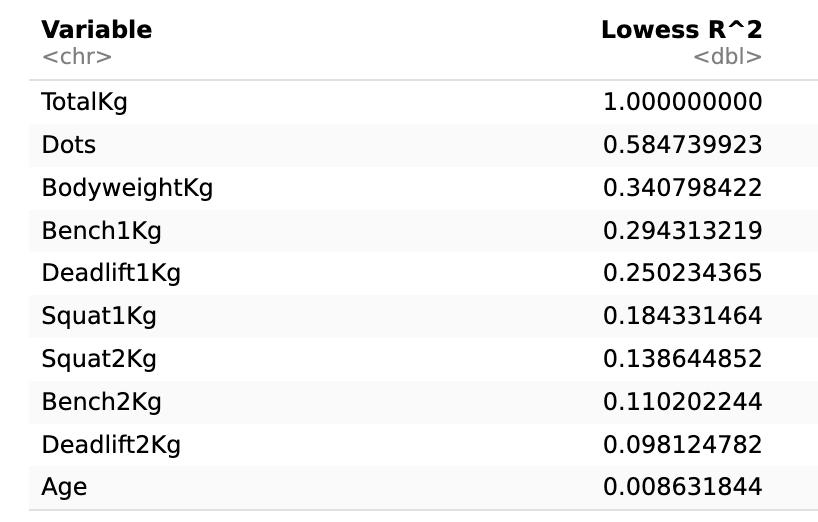 Variable Lowess R^2
<chr> <dbl>
TotalKg 1.000000000
Dots 0.584739923
BodyweightKg 0.340798422
Bench1Kg 0.294313219
Deadlift1Kg 0.250234365
Squat1Kg 0.184331464
Squat2Kg 0.138644852
Bench2Kg 0.110202244
Deadlift2Kg 0.098124782
Age 0.008631844